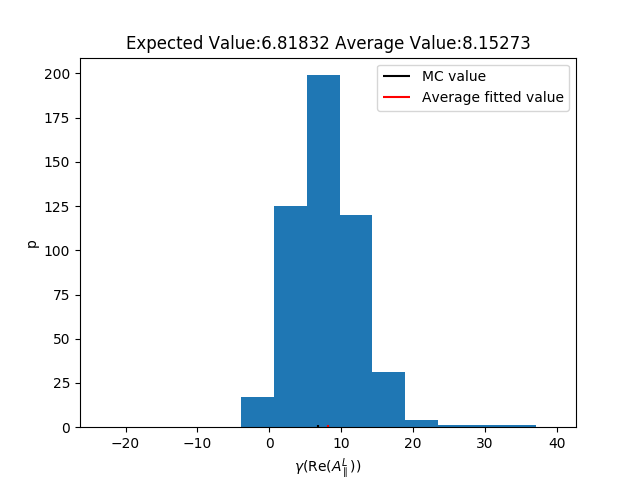 Expected Value:6.81832 Average Value:8.15273
MC value
Average fitted value
200
175
150
125
100
75
50
25
0
p
−20 −10 0 10 20 30 40
γ(Re(A∥^L))